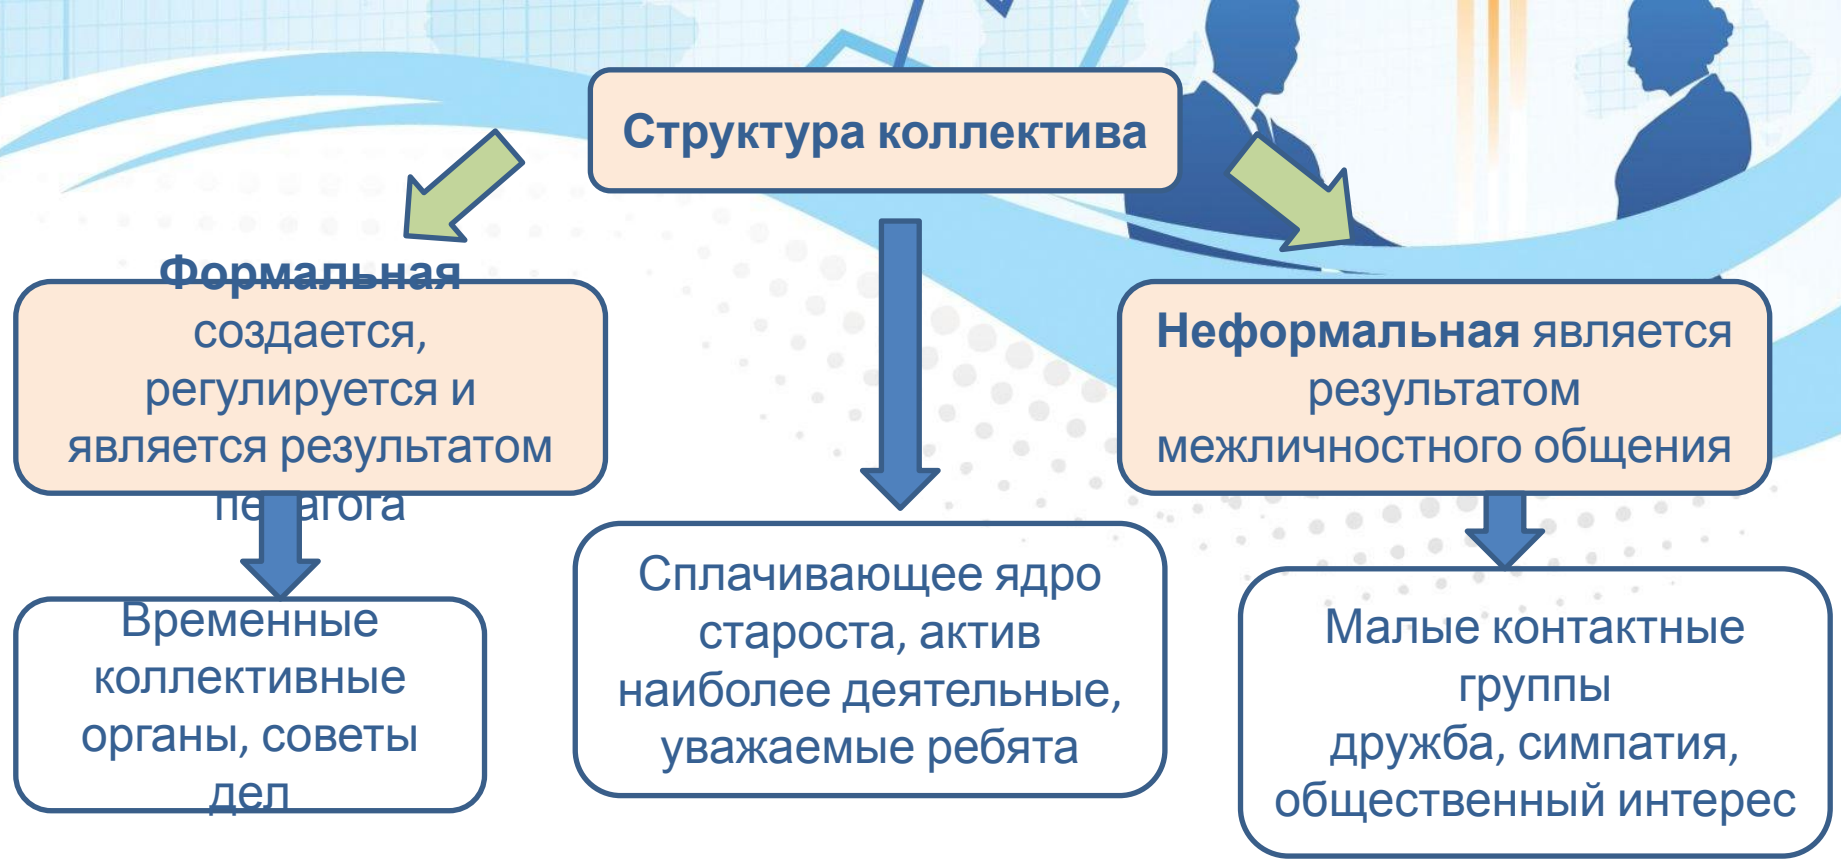 Структура коллектива
Формальная
создается,
регулируется и
является результатом
педагога
Неформальная является
результатом
межличностного общения
Временные
коллективные
органы, советы
дел
Сплачивающее ядро
староста, актив
наиболее деятельные,
уважаемые ребята
Малые контактные
группы
дружба, симпатия,
общественный интерес